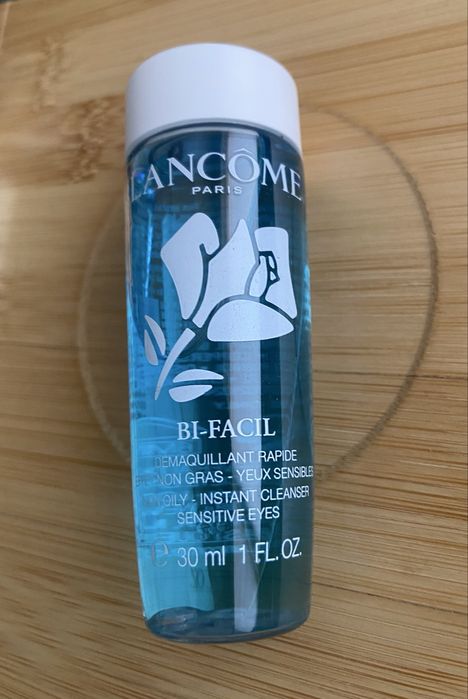 LANCÔME
PARIS
BI-FACIL
DEMAQUILLANT RAPIDE
NON GRAS - YEUX SENSIBLES
OILY - INSTANT CLEANSER
SENSITIVE EYES
℮ 30 ml 1 FL.OZ.